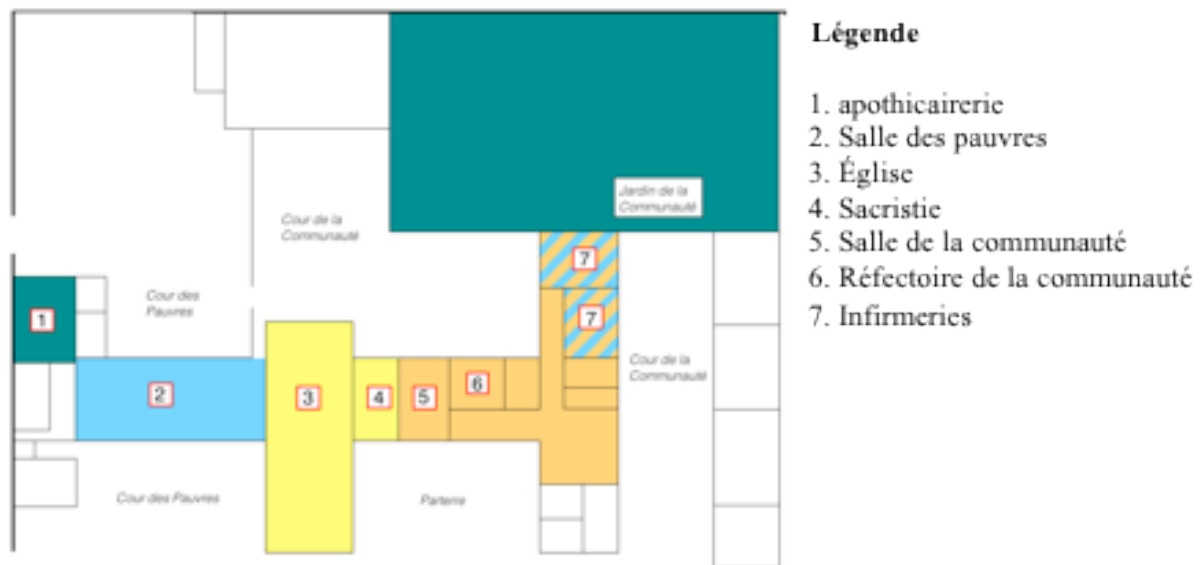 Légende
1. apothicairerie
2. Salle des pauvres
3. Église
4. Sacristie
5. Salle de la communauté
6. Réfectoire de la communauté
7. Infirmeries
Jardin de la
Communauté
Cour de la
Communauté
7
Cour des
Pauvres
1
7
Cour de la
Communauté
2
3
4
5
6
Cour des Pauvres
Parterre